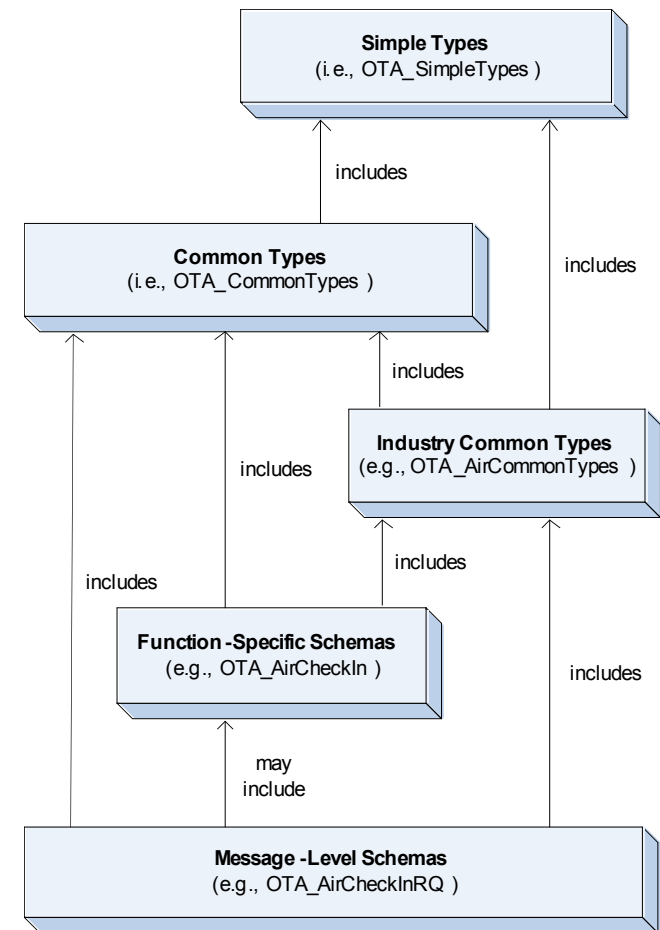 Simple Types
(i.e., OTA_SimpleTypes )
includes
includes
Common Types
(i.e., OTA_CommonTypes )
includes
Industry Common Types
(e.g., OTA_AirCommonTypes )
includes
includes
includes
Function -Specific Schemas
(e.g., OTA_AirCheckIn )
includes
may
include
Message -Level Schemas
(e.g., OTA_AirCheckInRQ )